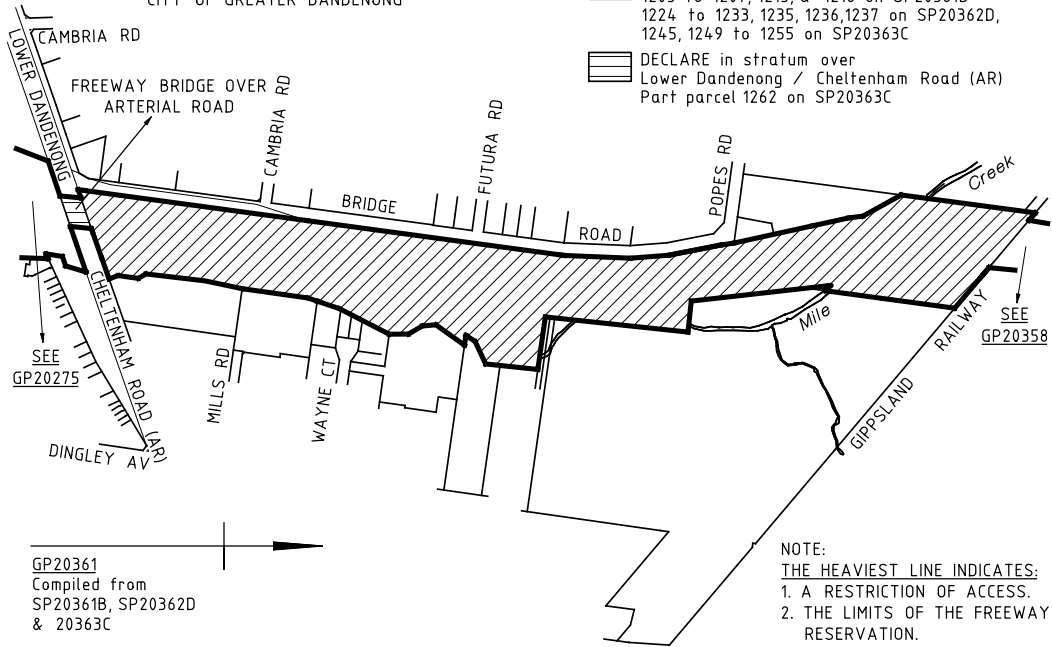 CITY OF GREATER DANDENONG
1224 to 1233, 1235, 1236,1237 on SP20362D,
1245, 1249 to 1255 on SP20363C
DECLARE in stratum over
Lower Dandenong / Cheltenham Road (AR)
Part parcel 1262 on SP20363C
CAMBRIA RD
LOWER DANDENONG
FREEWAY BRIDGE OVER
ARTERIAL ROAD
CAMBRIA RD
FUTURA RD
POPES RD
Creek
BRIDGE
ROAD
CHELTENHAM ROAD (AR)
SEE
GP20275
MILLS RD
WAYNE CT
Mile
RAILWAY
GIPPSLAND
SEE
GP20358
DINGLEY AV
GP20361
Compiled from
SP20361B, SP20362D
& 20363C
NOTE:
THE HEAVIEST LINE INDICATES:
1. A RESTRICTION OF ACCESS.
2. THE LIMITS OF THE FREEWAY
RESERVATION.